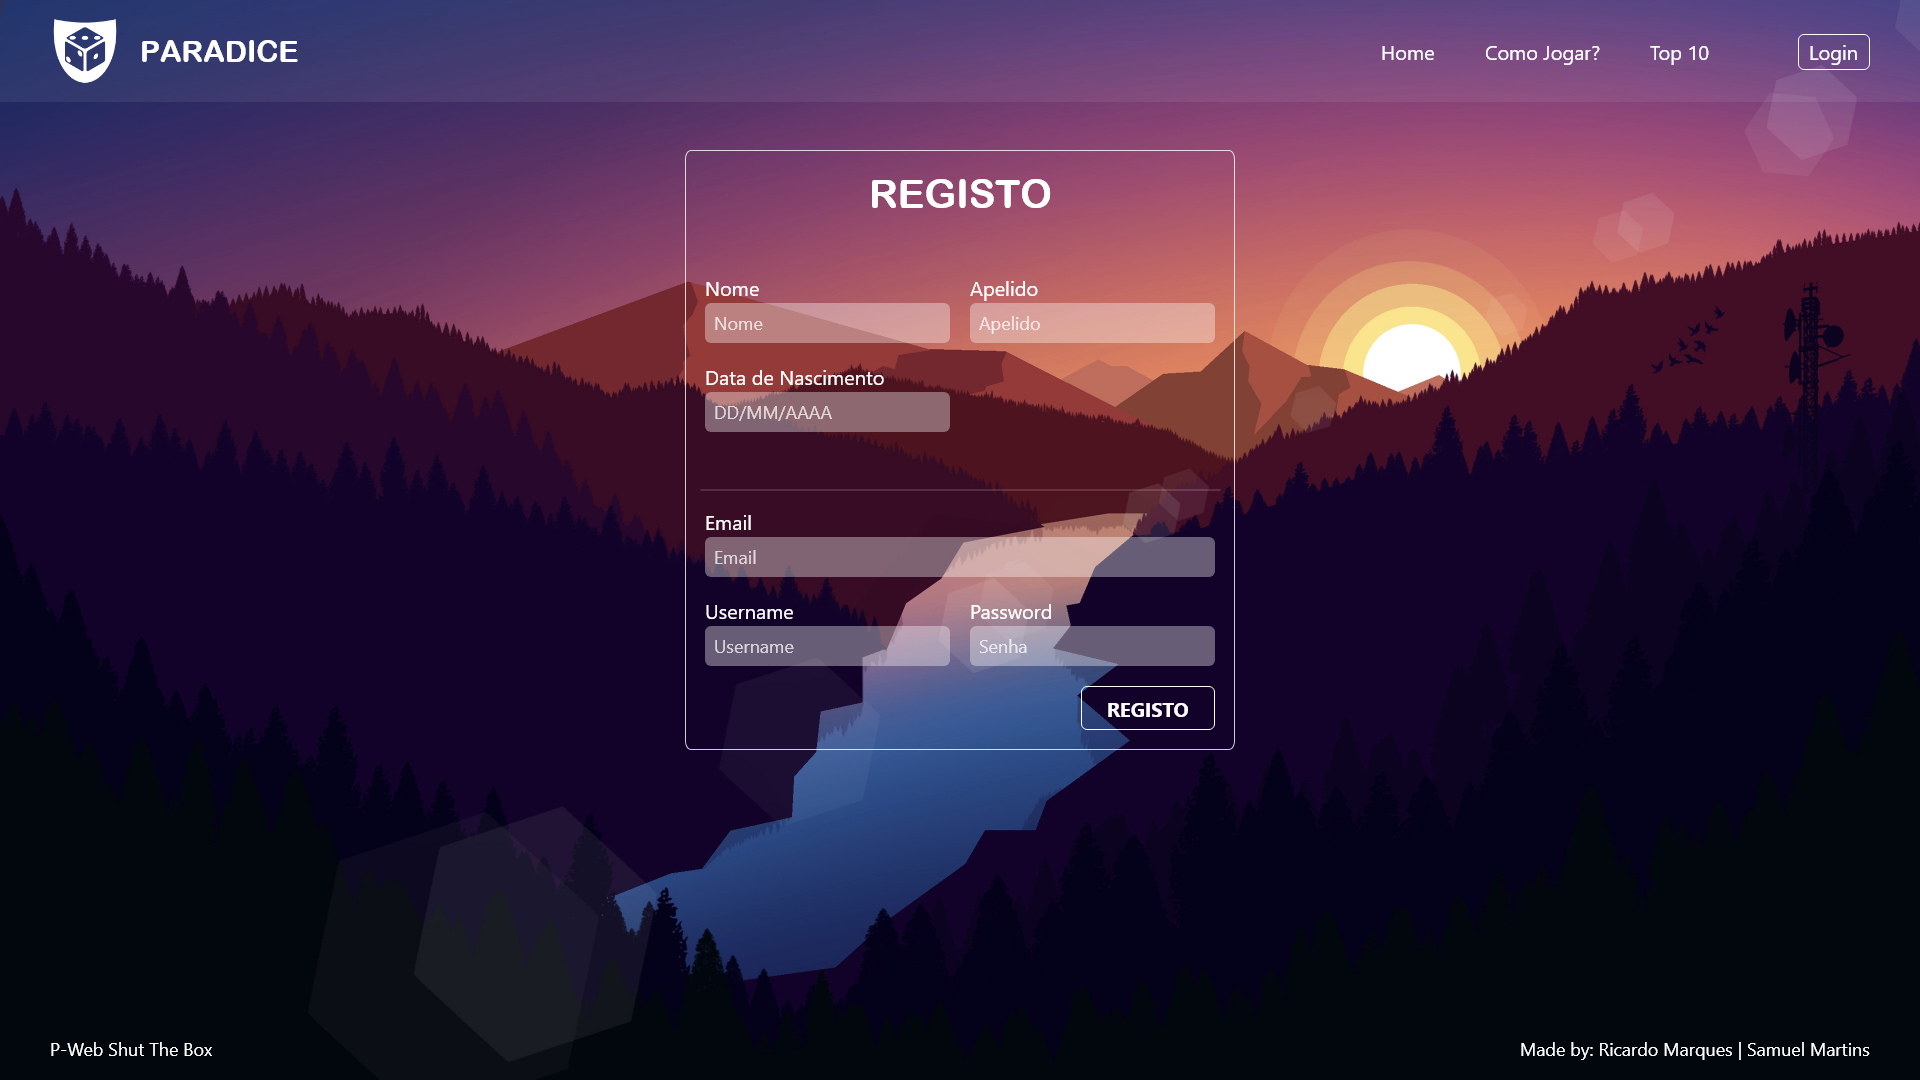 PARADICE
Home Como Jogar? Top 10 Login
REGISTO
Nome Apelido
Nome Apelido
Data de Nascimento
DD/MM/AAAA
Email
Email
Username Password
Username Senha
REGISTO
P-Web Shut The Box
Made by: Ricardo Marques | Samuel Martins